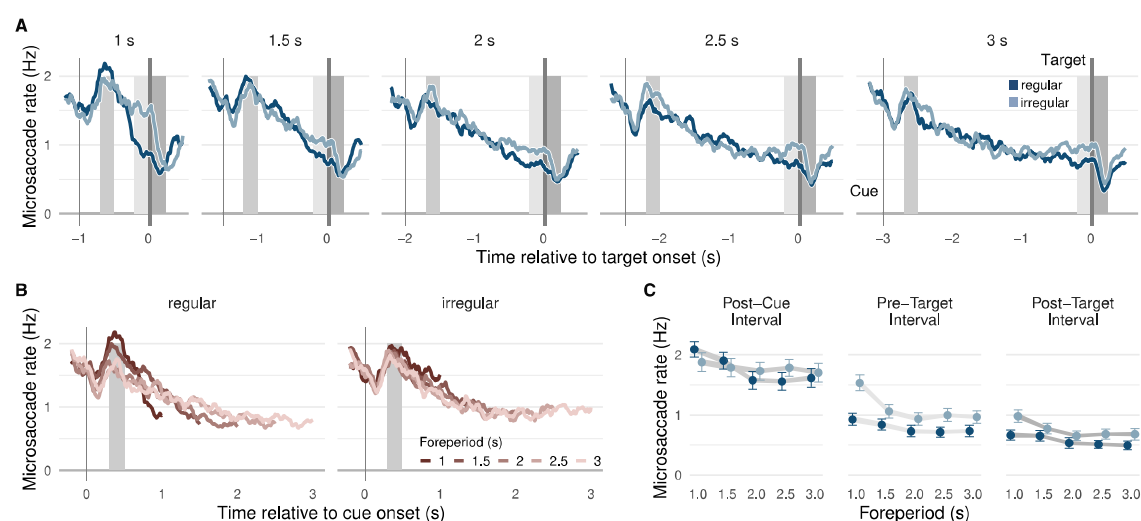 A
1 s
1.5 s
2 s
2.5 s
3 s
Microsaccade rate (Hz)
2
1
0
Target
regular
irregular
Cue
−1 0 −1 0 −2 −1 0 −2 −1 0 −3 −2 −1 0
Time relative to target onset (s)
B
regular
irregular
Microsaccade rate (Hz)
2
1
0
Foreperiod (s)
1 1.5 2 2.5 3
0 1 2 3 0 1 2 3
Time relative to cue onset (s)
C
Post−Cue
Interval
Pre−Target
Interval
Post−Target
Interval
Microsaccade rate (Hz)
2
1
0
1.0 1.5 2.0 2.5 3.0 1.0 1.5 2.0 2.5 3.0 1.0 1.5 2.0 2.5 3.0
Foreperiod (s)